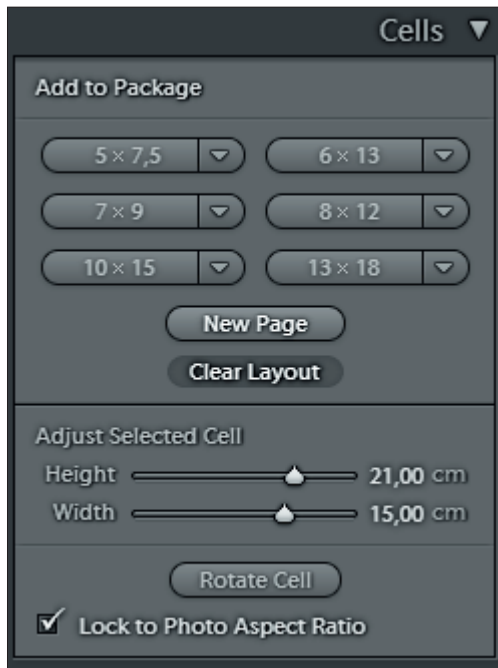 Cells
Add to Package
5 × 7,5 6 × 13
7 × 9 8 × 12
10 × 15 13 × 18
New Page
Clear Layout
Adjust Selected Cell
Height 21,00 cm
Width 15,00 cm
Rotate Cell
Lock to Photo Aspect Ratio